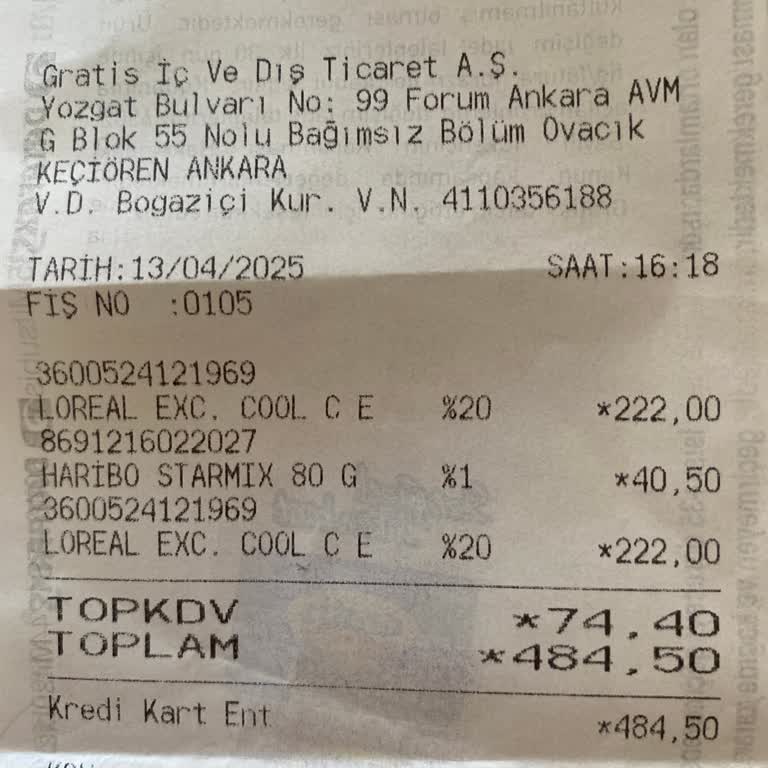 Gratis İç Ve Dış Ticaret A.Ş.
Yozgat Bulvarı No: 99 Forum Ankara AVM
G Blok 55 Nolu Bağımsız Bölüm Ovacık
KEÇİÖREN ANKARA
V.D. Bogaziçi Kur. V.N. 4110356188
TARİH:13/04/2025 SAAT:16:18
FİŞ NO :0105
3600524121969
LOREAL EXC. COOL C E %20 *222,00
8691216022027
HARİBO STARMIX 80 G %1 *40,50
3600524121969
LOREAL EXC. COOL C E %20 *222,00
TOPKDV *74,40
TOPLAM *484,50
Kredi Kart Ent *484,50